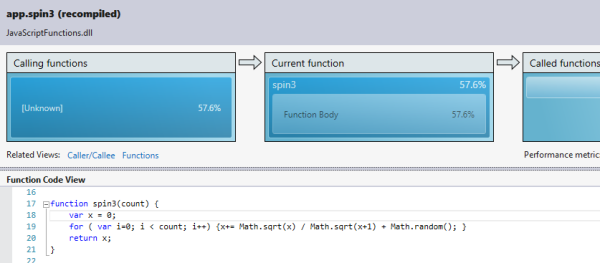 app.spin3 (recompiled)
JavaScriptFunctions.dll
Calling functions
Current function
Called functions
spin3 57.6%
[Unknown] 57.6%
Function Body 57.6%
Related Views: Caller/Callee Functions
Performance metric
Function Code View
16
17 function spin3(count) {
18 var x = 0;
19 for ( var i=0; i < count; i++) {x+= Math.sqrt(x) / Math.sqrt(x+1) + Math.random(); }
20 return x;
21 }
22